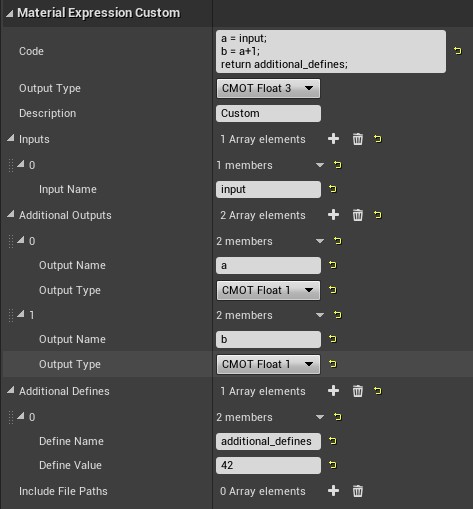 Material Expression Custom
Code
a = input;
b = a+1;
return additional_defines;
Output Type CMOT Float 3
Description Custom
Inputs 1 Array elements
0 1 members
Input Name input
Additional Outputs 2 Array elements
0 2 members
Output Name a
Output Type CMOT Float 1
1 2 members
Output Name b
Output Type CMOT Float 1
Additional Defines 1 Array elements
0 2 members
Define Name additional_defines
Define Value 42
Include File Paths 0 Array elements